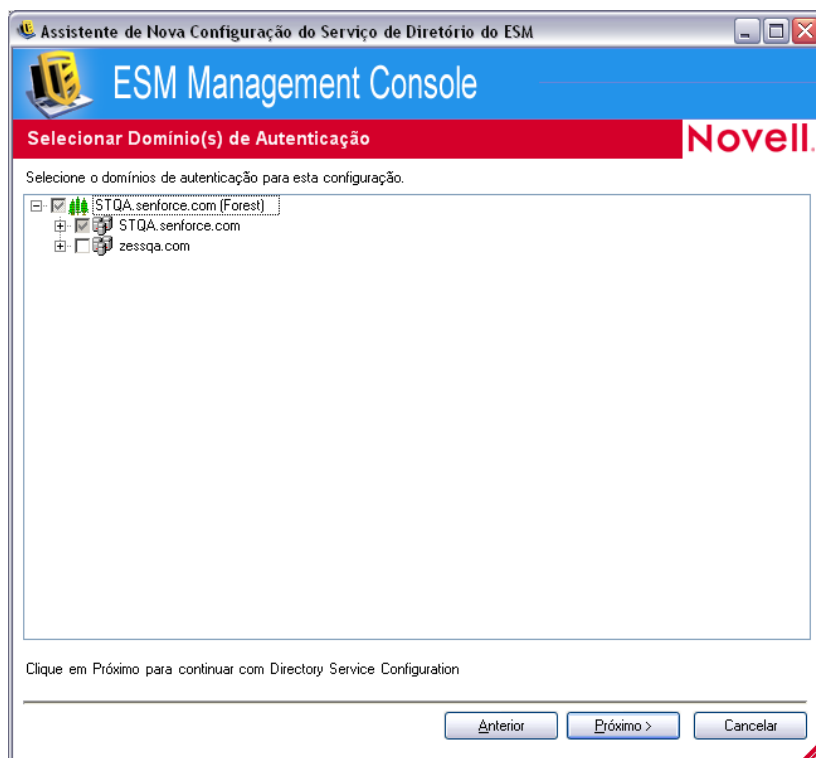 Assistente de Nova Configuração do Serviço de Diretório do ESM
ESM Management Console
Selecionar Domínio(s) de Autenticação
Novell.
Selecione o domínios de autenticação para esta configuração.
STQA.senforce.com (Forest)
STQA.senforce.com
zessqa.com
Clique em Próximo para continuar com Directory Service Configuration
Anterior
Próximo >
Cancelar